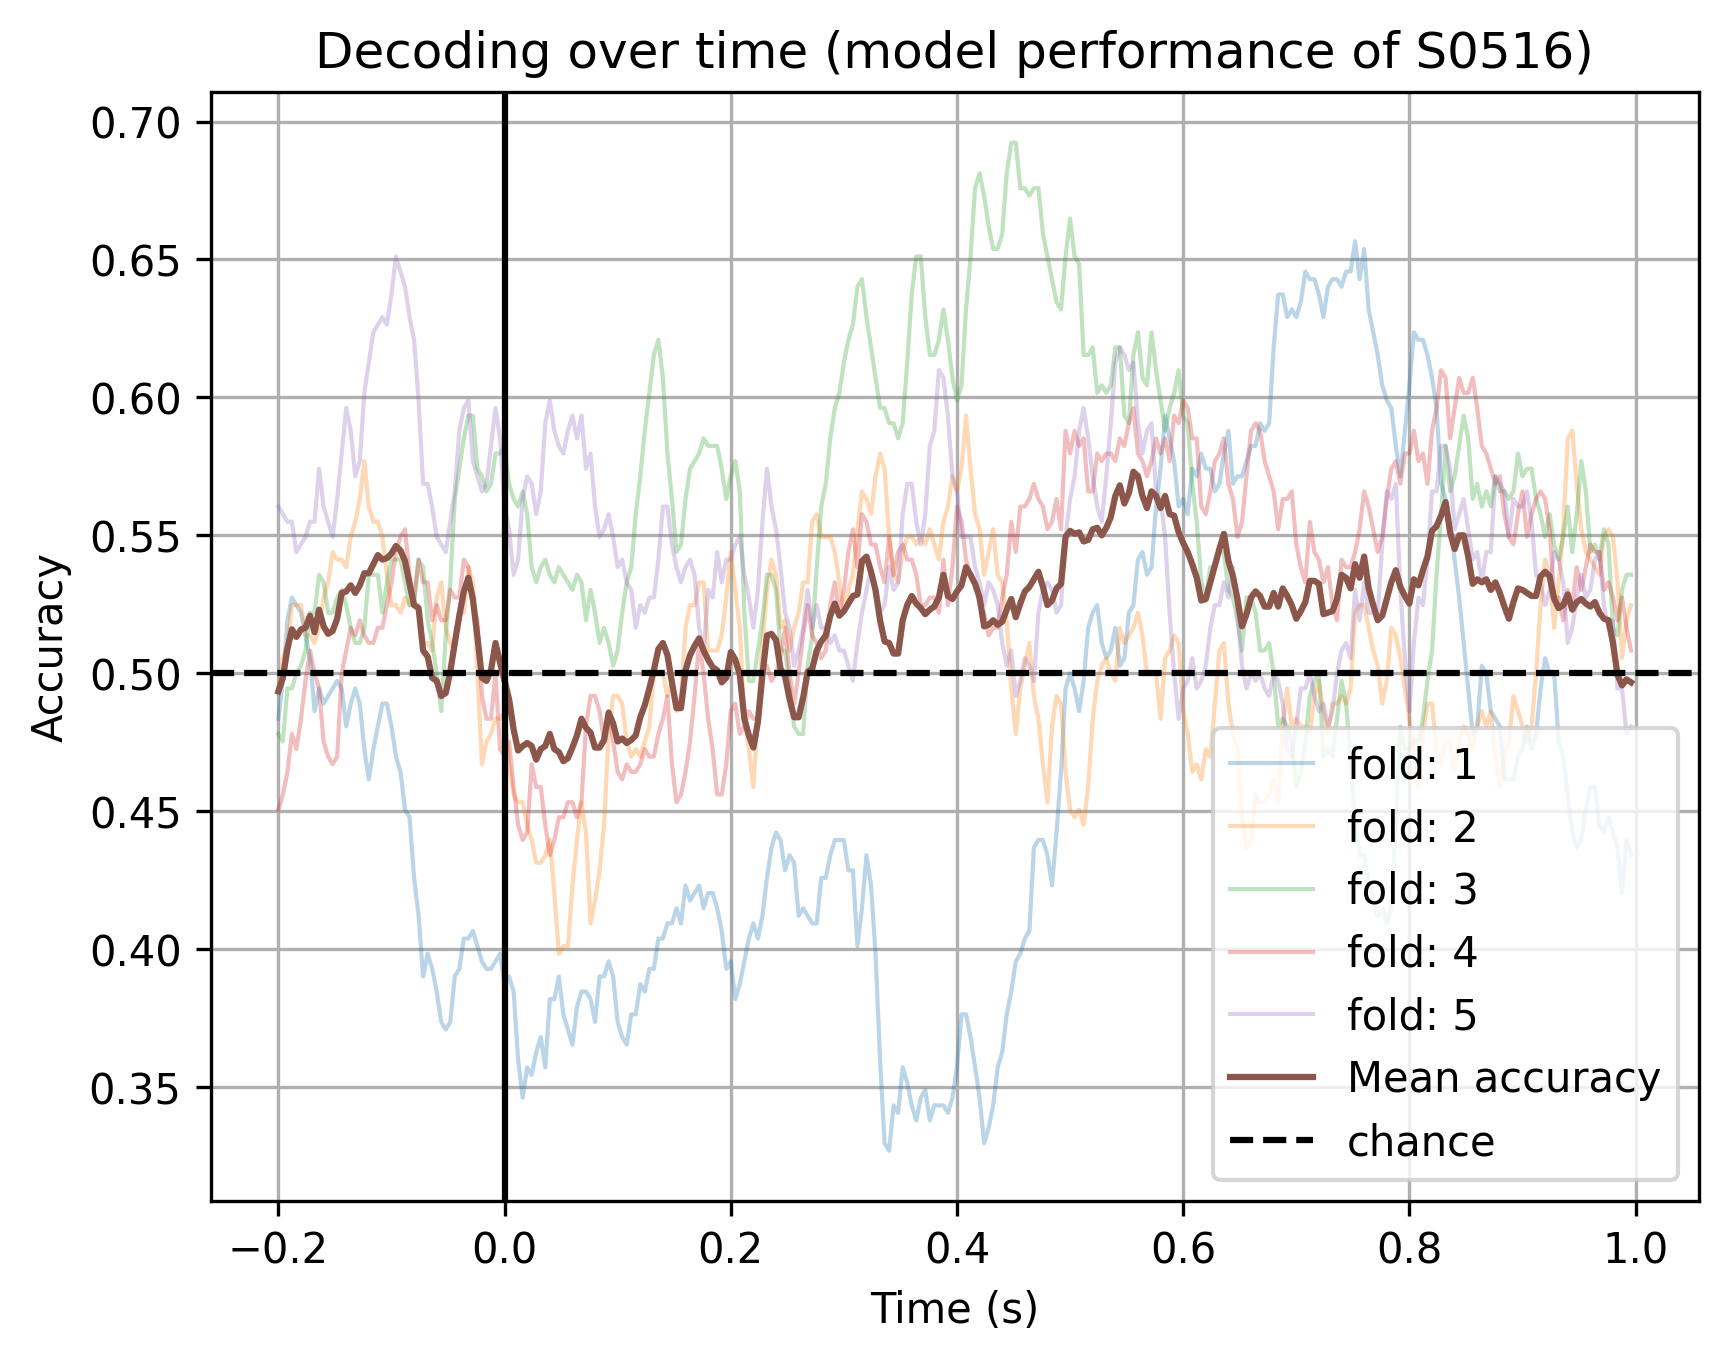 Decoding over time (model performance of S0516)
Accuracy
0.70
0.65
0.60
0.55
0.50
0.45
0.40
0.35
−0.2
0.0
0.2
0.4
0.6
0.8
1.0
Time (s)
fold: 1
fold: 2
fold: 3
fold: 4
fold: 5
Mean accuracy
chance